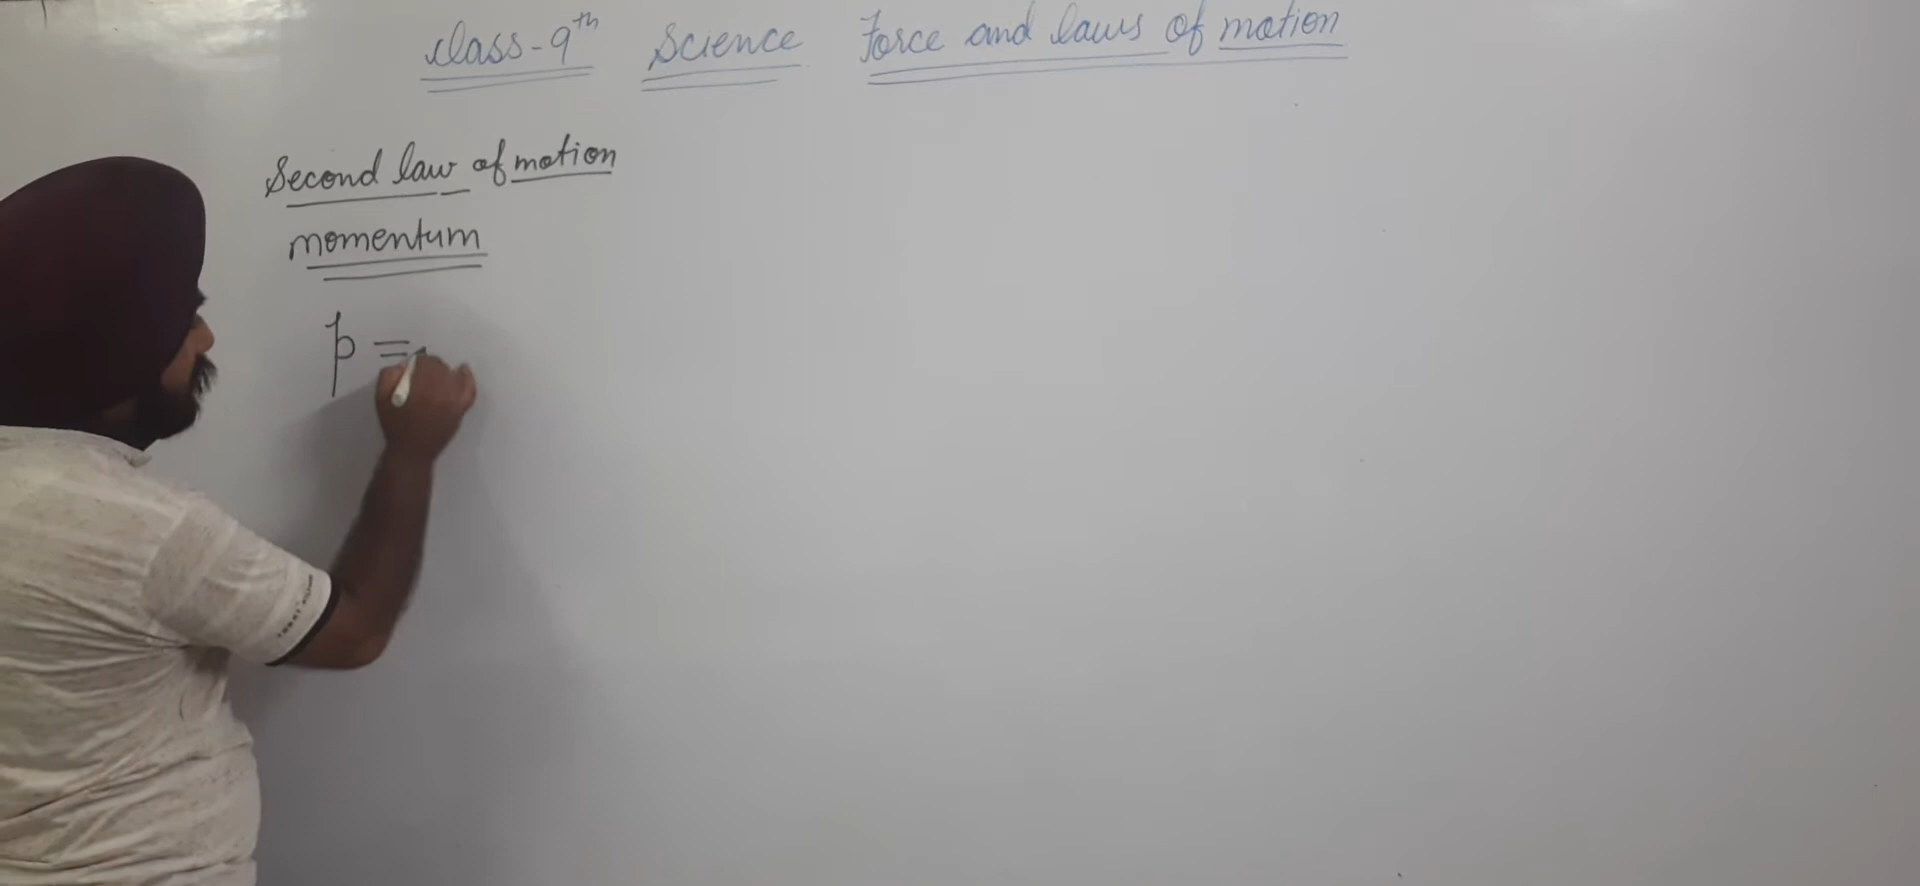 Class-9th Science Force and laws of motion
Second law of motion
momentum
p =